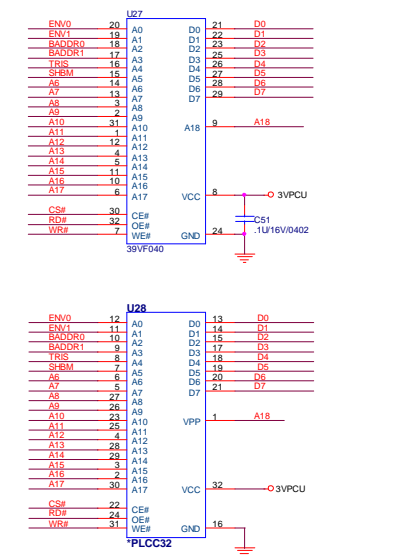 U27
ENV0 20 A0 D0 21 D0
ENV1 19 A1 D1 22 D1
BADDR0 18 A2 D2 23 D2
BADDR1 17 A3 D3 25 D3
TRIS 16 A4 D4 26 D4
SHBM 15 A5 D5 27 D5
A6 14 A6 D6 28 D6
A7 13 A7 D7 29 D7
A8 3 A8
A9 2 A9
A10 31 A10 A18 9 A18
A11 1 A11
A12 12 A12
A13 4 A13
A14 5 A14
A15 11 A15
A16 10 A16
A17 6 A17 VCC 8 3VPCU
CS# 30 CE#
RD# 32 OE# C51
WR# 7 WE# GND 24 .1U/16V/0402
39VF040
U28
ENV0 12 A0 D0 13 D0
ENV1 11 A1 D1 14 D1
BADDR0 10 A2 D2 15 D2
BADDR1 9 A3 D3 17 D3
TRIS 8 A4 D4 18 D4
SHBM 7 A5 D5 19 D5
A6 6 A6 D6 20 D6
A7 5 A7 D7 21 D7
A8 27 A8
A9 26 A9
A10 23 A10 VPP 1 A18
A11 25 A11
A12 4 A12
A13 28 A13
A14 29 A14
A15 3 A15
A16 2 A16
A17 30 A17 VCC 32 3VPCU
CS# 22 CE#
RD# 24 OE#
WR# 31 WE# GND 16
*PLCC32